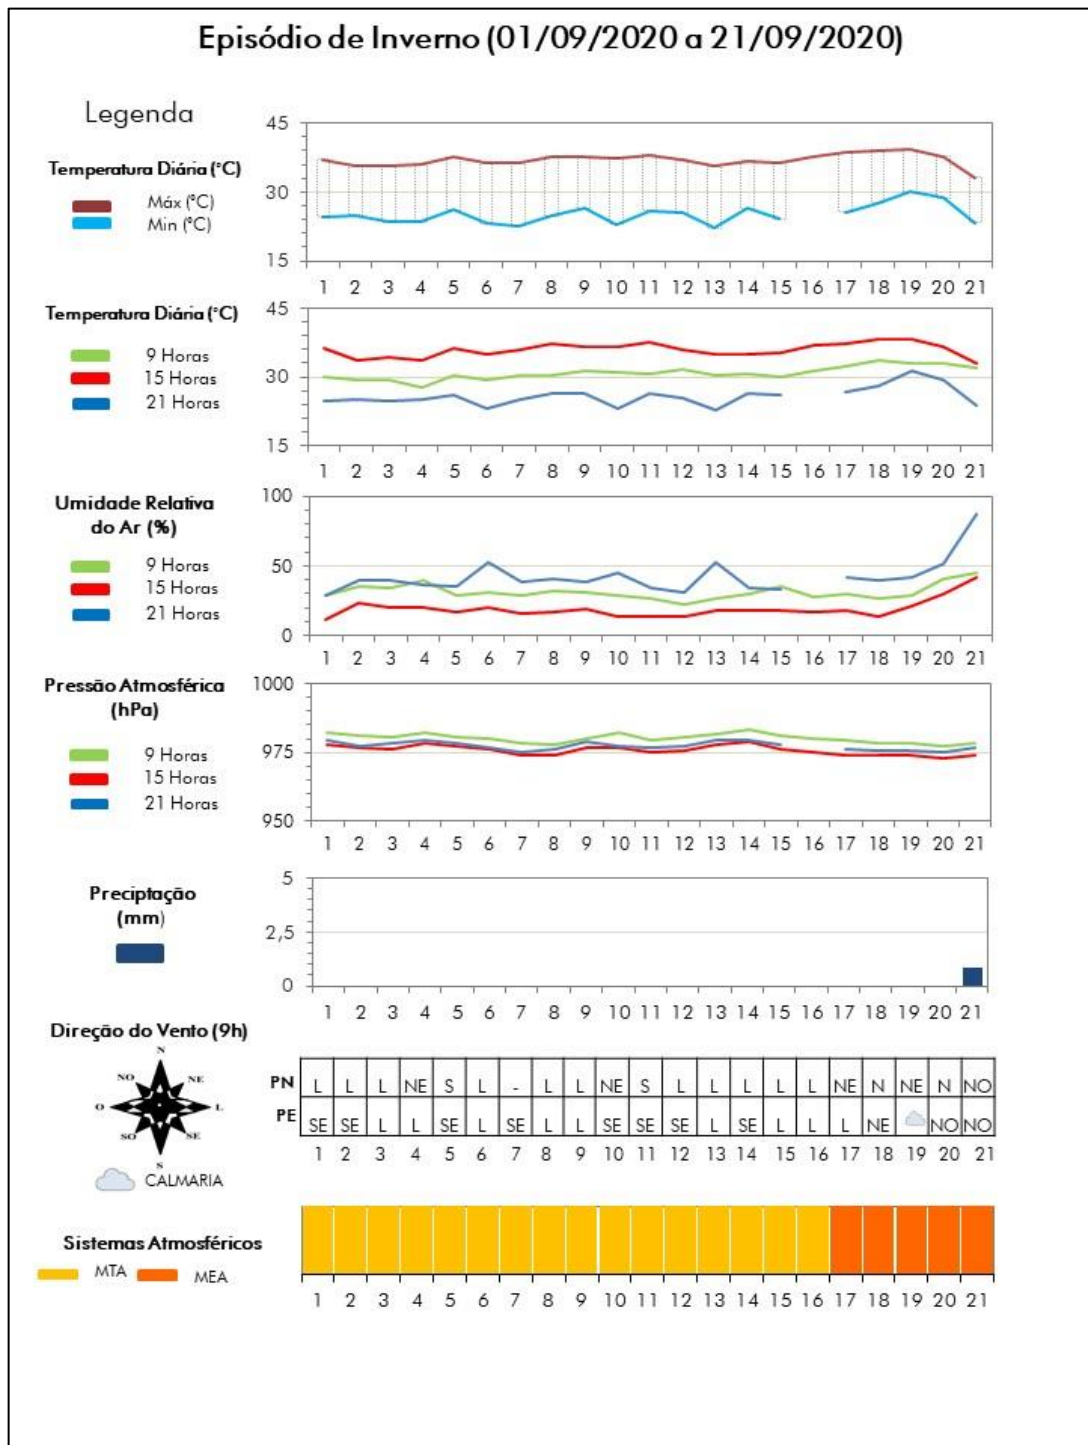 Episódio de Inverno (01/09/2020 a 21/09/2020)
Legenda
Temperatura Diária (°C)
Máx (°C)
Min (°C)
45
30
15
1 2 3 4 5 6 7 8 9 10 11 12 13 14 15 16 17 18 19 20 21
Temperatura Diária (°C)
9 Horas
15 Horas
21 Horas
45
30
15
1 2 3 4 5 6 7 8 9 10 11 12 13 14 15 16 17 18 19 20 21
Umidade Relativa
do Ar (%)
9 Horas
15 Horas
21 Horas
100
50
0
1 2 3 4 5 6 7 8 9 10 11 12 13 14 15 16 17 18 19 20 21
Pressão Atmosférica
(hPa)
9 Horas
15 Horas
21 Horas
1000
975
950
1 2 3 4 5 6 7 8 9 10 11 12 13 14 15 16 17 18 19 20 21
Preciptação
(mm)
5
2,5
0
1 2 3 4 5 6 7 8 9 10 11 12 13 14 15 16 17 18 19 20 21
Direção do Vento (9h)
N
NO NE
O L
SO SE
S
CALMARIA
PN L L L NE S L - L L NE S L L L L L NE N NE N NO
PE SE SE L L SE L SE L L SE SE SE L SE L L L NE NO NO
1 2 3 4 5 6 7 8 9 10 11 12 13 14 15 16 17 18 19 20 21
Sistemas Atmosféricos
MTA MEA
1 2 3 4 5 6 7 8 9 10 11 12 13 14 15 16 17 18 19 20 21